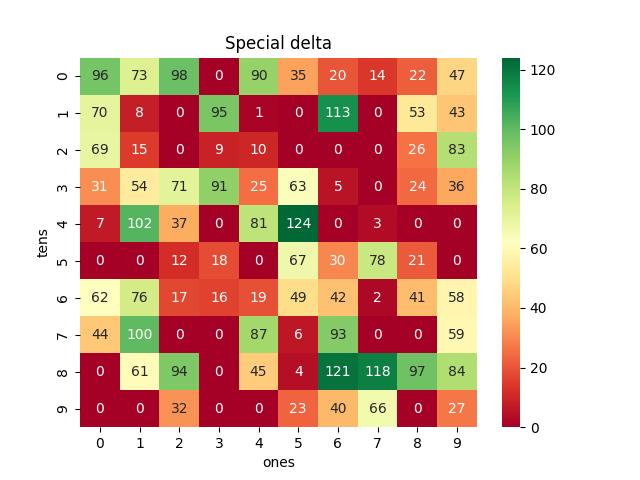 Special delta
0 96 73 98 0 90 35 20 14 22 47
1 70 8 0 95 1 0 113 0 53 43
2 69 15 0 9 10 0 0 0 26 83
3 31 54 71 91 25 63 5 0 24 36
4 7 102 37 0 81 124 0 3 0 0
5 0 0 12 18 0 67 30 78 21 0
6 62 76 17 16 19 49 42 2 41 58
7 44 100 0 0 87 6 93 0 0 59
8 0 61 94 0 45 4 121 118 97 84
9 0 0 32 0 0 23 40 66 0 27
0 1 2 3 4 5 6 7 8 9
ones
tens
120
100
80
60
40
20
0